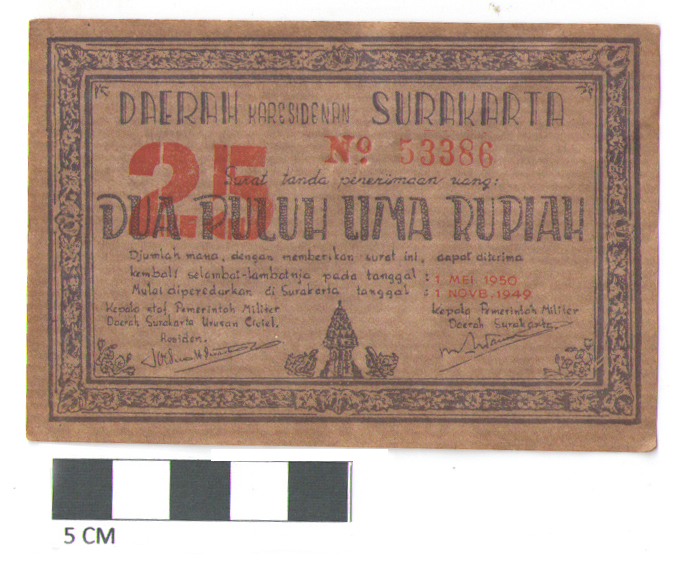 DAERAH KARESIDENAN SURAKARTA
Nº 53386
25
Surat tanda penerimaan uang:
DUA PULUH LIMA RUPIAH
Djumlah mana, dengan memberikan surat ini, dapat diterima
kembali selambat-lambatnja pada tanggal : 1 MEI 1950
Mulai diperedarkan di Surakarta tanggal : 1 NOVB. 1949
Kepala staf Pemerintah Militer
Daerah Surakarta Urusan Ciciel.
Residen.
Kepala Pemerintah Militer
Daerah Surakarta.
5 CM